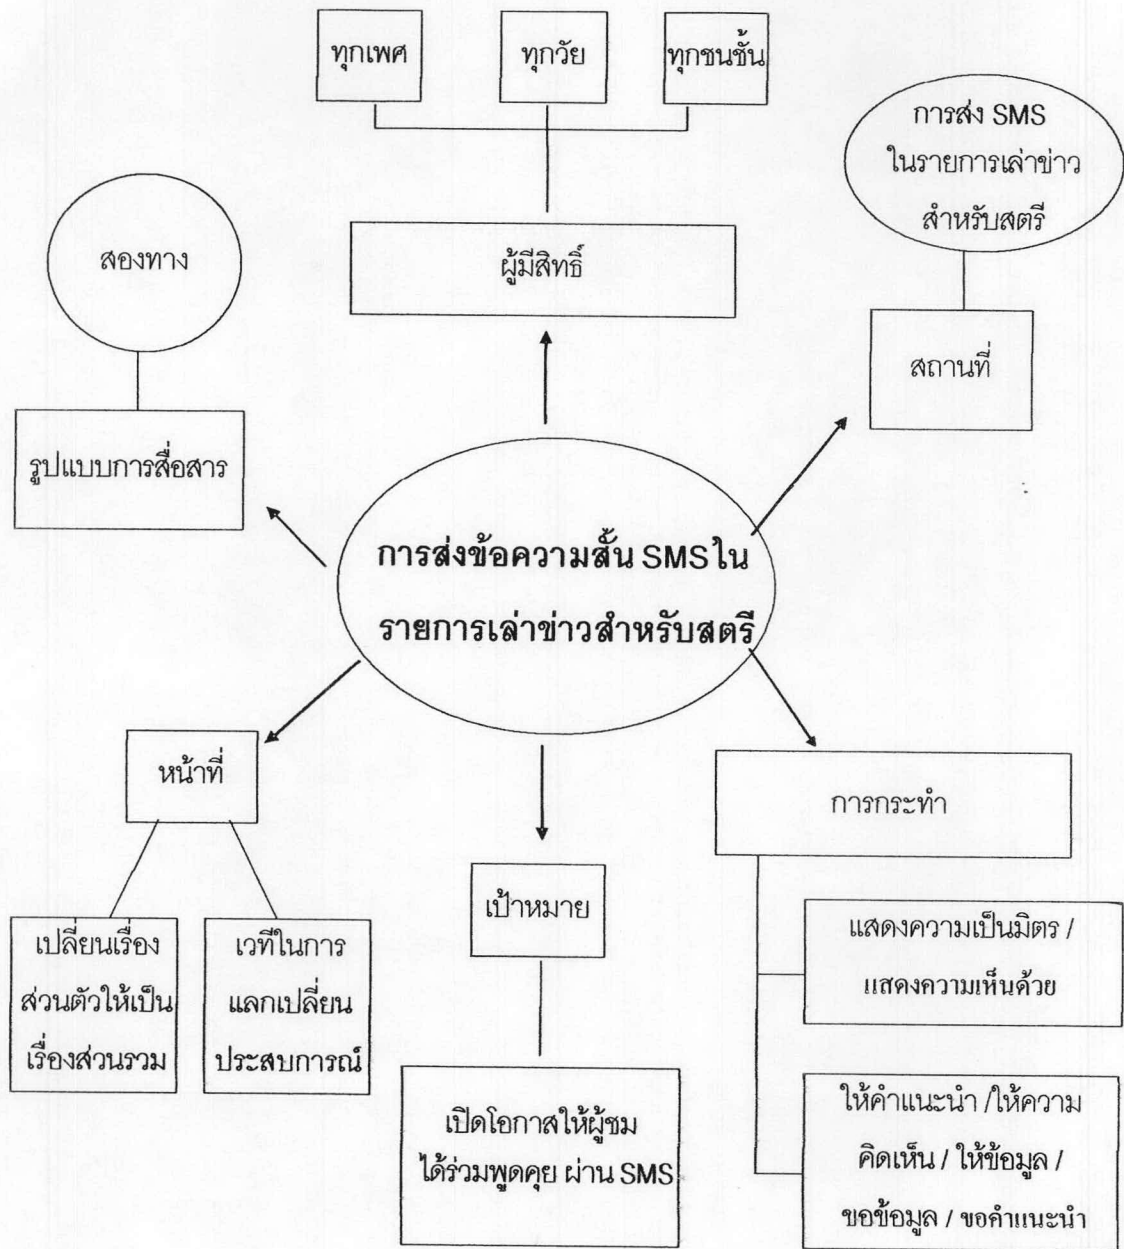 ทุกเพศ
ทุกวัย
ทุกชนชั้น
การส่ง SMS
ในรายการเล่าข่าว
สำหรับสตรี
สองทาง
ผู้มีสิทธิ์
สถานที่
รูปแบบการสื่อสาร
การส่งข้อความสั้น SMS ใน
รายการเล่าข่าวสำหรับสตรี
หน้าที่
การกระทำ
เป้าหมาย
เปลี่ยนเรื่อง
ส่วนตัวให้เป็น
เรื่องส่วนรวม
เวทีในการ
แลกเปลี่ยน
ประสบการณ์
แสดงความเป็นมิตร /
แสดงความเห็นด้วย
เปิดโอกาสให้ผู้ชม
ได้ร่วมพูดคุย ผ่าน SMS
ให้คำแนะนำ /ให้ความ
คิดเห็น / ให้ข้อมูล /
ขอข้อมูล / ขอคำแนะนำ